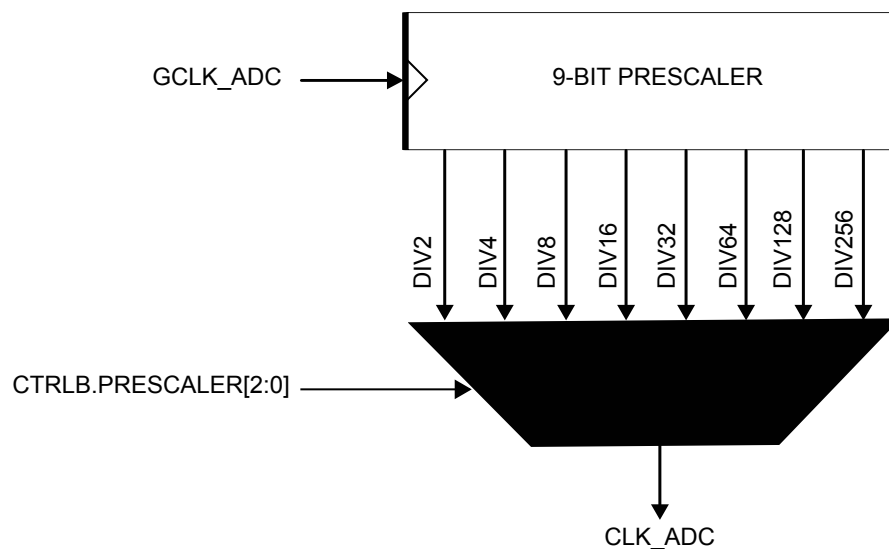 GCLK_ADC
9-BIT PRESCALER
DIV2
DIV4
DIV8
DIV16
DIV32
DIV64
DIV128
DIV256
CTRLB.PRESCALER[2:0]
CLK_ADC